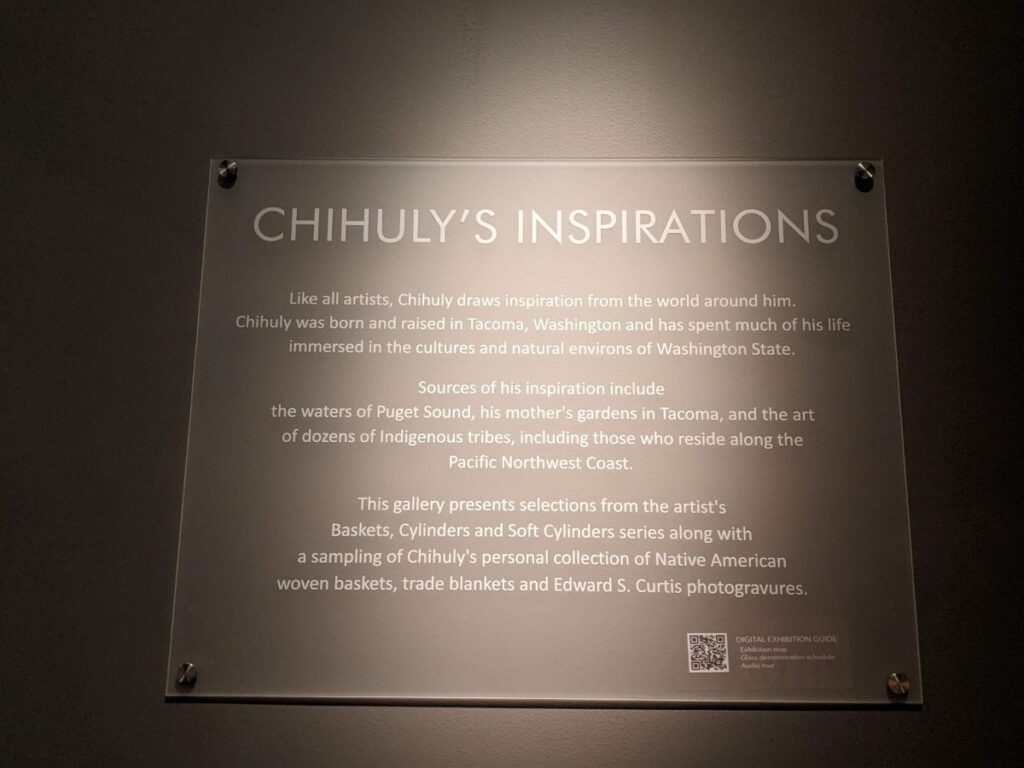 CHIHULY'S INSPIRATIONS
Like all artists, Chihuly draws inspiration from the world around him.
Chihuly was born and raised in Tacoma, Washington and has spent much of his life
immersed in the cultures and natural environs of Washington State.
Sources of his inspiration include
the waters of Puget Sound, his mother's gardens in Tacoma, and the art
of dozens of Indigenous tribes, including those who reside along the
Pacific Northwest Coast.
This gallery presents selections from the artist's
Baskets, Cylinders and Soft Cylinders series along with
a sampling of Chihuly's personal collection of Native American
woven baskets, trade blankets and Edward S. Curtis photogravures.
DIGITAL EXHIBITION GUIDE:
· Exhibition map
· Glass demonstration schedule
· Audio tour